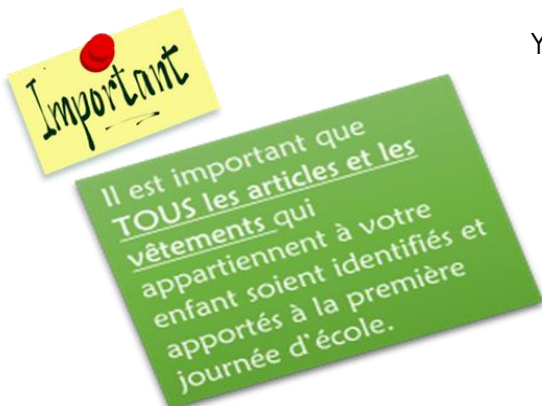 Important
Y
Il est important que
TOUS les articles et les
vêtements qui
appartiennent à votre
enfant soient identifiés et
apportés à la première
journée d'école.